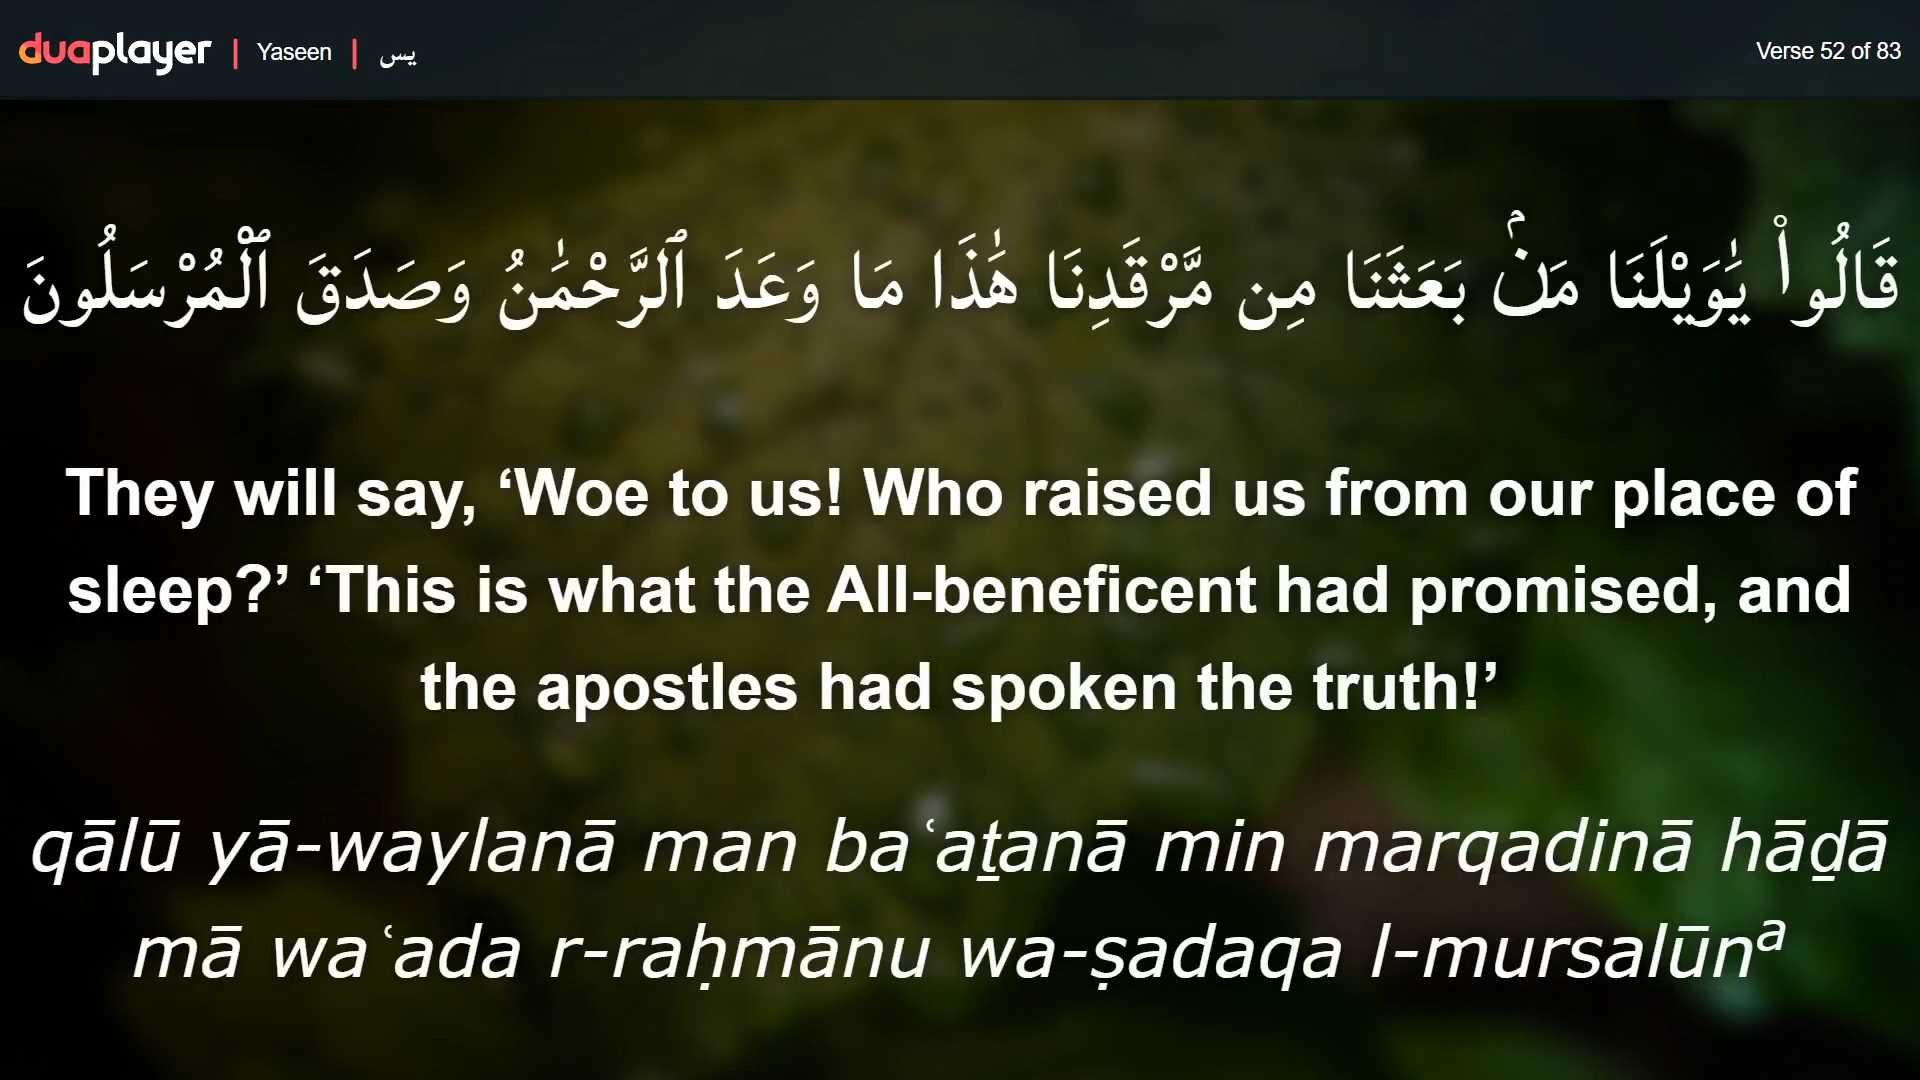 duaplayer | Yaseen | يس
Verse 52 of 83
قَالُوا۟ يَـٰوَيْلَنَا مَنۢ بَعَثَنَا مِن مَّرْقَدِنَا هَـٰذَا مَا وَعَدَ ٱلرَّحْمَـٰنُ وَصَدَقَ ٱلْمُرْسَلُونَ
They will say, ‘Woe to us! Who raised us from our place of
sleep?’ ‘This is what the All-beneficent had promised, and
the apostles had spoken the truth!’
qālū yā-waylanā man baʿaṯanā min marqadinā hāḏā
mā waʿada r-raḥmānu wa-ṣadaqa l-mursalūnᵃ